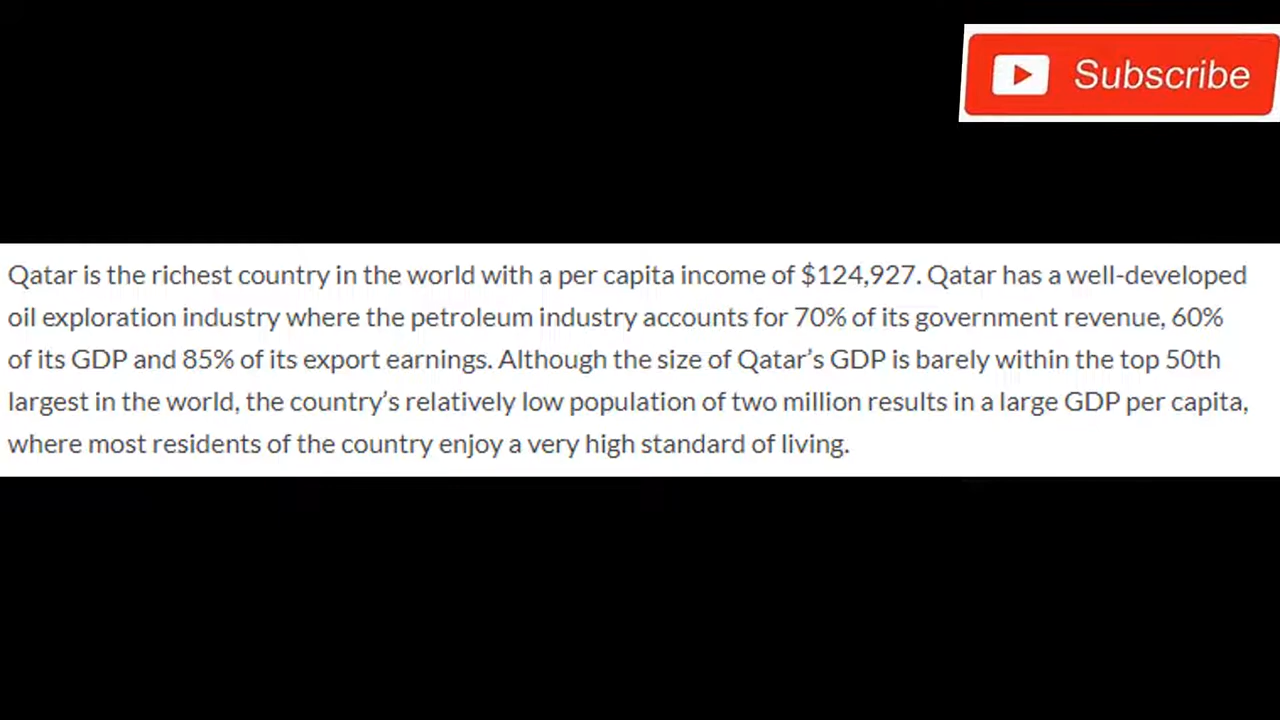 Subscribe
Qatar is the richest country in the world with a per capita income of $124,927. Qatar has a well-developed
oil exploration industry where the petroleum industry accounts for 70% of its government revenue, 60%
of its GDP and 85% of its export earnings. Although the size of Qatar’s GDP is barely within the top 50th
largest in the world, the country’s relatively low population of two million results in a large GDP per capita,
where most residents of the country enjoy a very high standard of living.